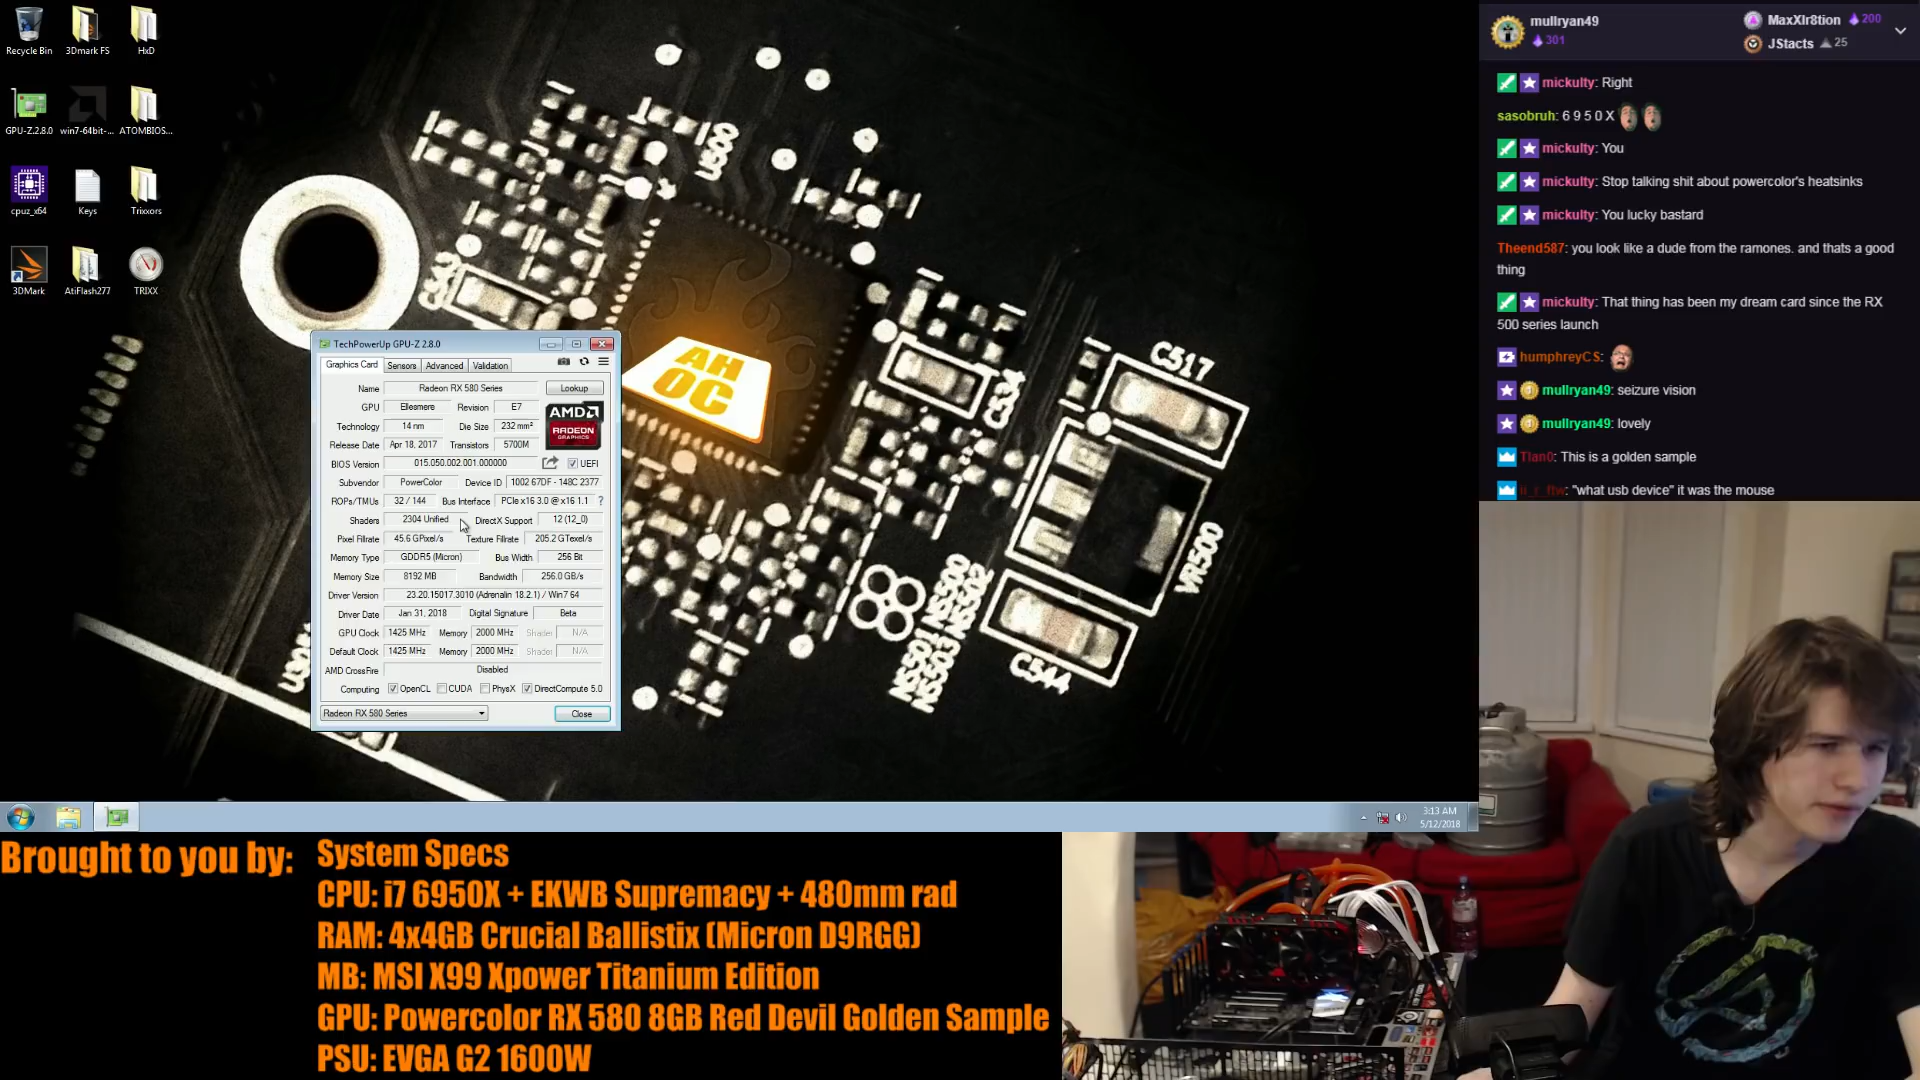 Recycle Bin
3Dmark FS
HxD
GPU-Z.2.8.0
win7-64bit-...
ATOMBIOS...
cpuz_x64
Keys
Trixxors
3DMark
AtiFlash277
TRIXX
U500
C517
VR500
C544
NS501
NS503
AH
OC
TechPowerUp GPU-Z 2.8.0
Graphics Card
Sensors
Advanced
Validation
Name Radeon RX 580 Series Lookup
GPU Ellesmere Revision E7
Technology 14 nm Die Size 232 mm²
Release Date Apr 18, 2017 Transistors 5700M
AMD
RADEON
GRAPHICS
BIOS Version 015.050.002.001.000000 UEFI
Subvendor PowerColor Device ID 1002 67DF - 148C 2377
ROPs/TMUs 32 / 144 Bus Interface PCIe x16 3.0 @ x16 1.1 ?
Shaders 2304 Unified DirectX Support 12 (12_0)
Pixel Fillrate 45.6 GPixel/s Texture Fillrate 205.2 GTexel/s
Memory Type GDDR5 (Micron) Bus Width 256 Bit
Memory Size 8192 MB Bandwidth 256.0 GB/s
Driver Version 23.20.15017.3010 (Adrenalin 18.2.1) / Win7 64
Driver Date Jan 31, 2018 Digital Signature Beta
GPU Clock 1425 MHz Memory 2000 MHz Shader N/A
Default Clock 1425 MHz Memory 2000 MHz Shader N/A
AMD CrossFire Disabled
Computing OpenCL CUDA PhysX DirectCompute 5.0
Radeon RX 580 Series Close
3:13 AM
5/12/2018
mullryan49
301
MaxXlr8tion 200
JStacts 25
mickulty: Right
sasobruh: 6 9 5 0 X
mickulty: You
mickulty: Stop talking shit about powercolor's heatsinks
mickulty: You lucky bastard
Theend587: you look like a dude from the ramones. and thats a good
thing
mickulty: That thing has been my dream card since the RX
500 series launch
humphreyCS:
mullryan49: seizure vision
mullryan49: lovely
Tlan0: This is a golden sample
"what usb device" it was the mouse
Brought to you by:
System Specs
CPU: i7 6950X + EKWB Supremacy + 480mm rad
RAM: 4x4GB Crucial Ballistix (Micron D9RGG)
MB: MSI X99 Xpower Titanium Edition
GPU: Powercolor RX 580 8GB Red Devil Golden Sample
PSU: EVGA G2 1600W